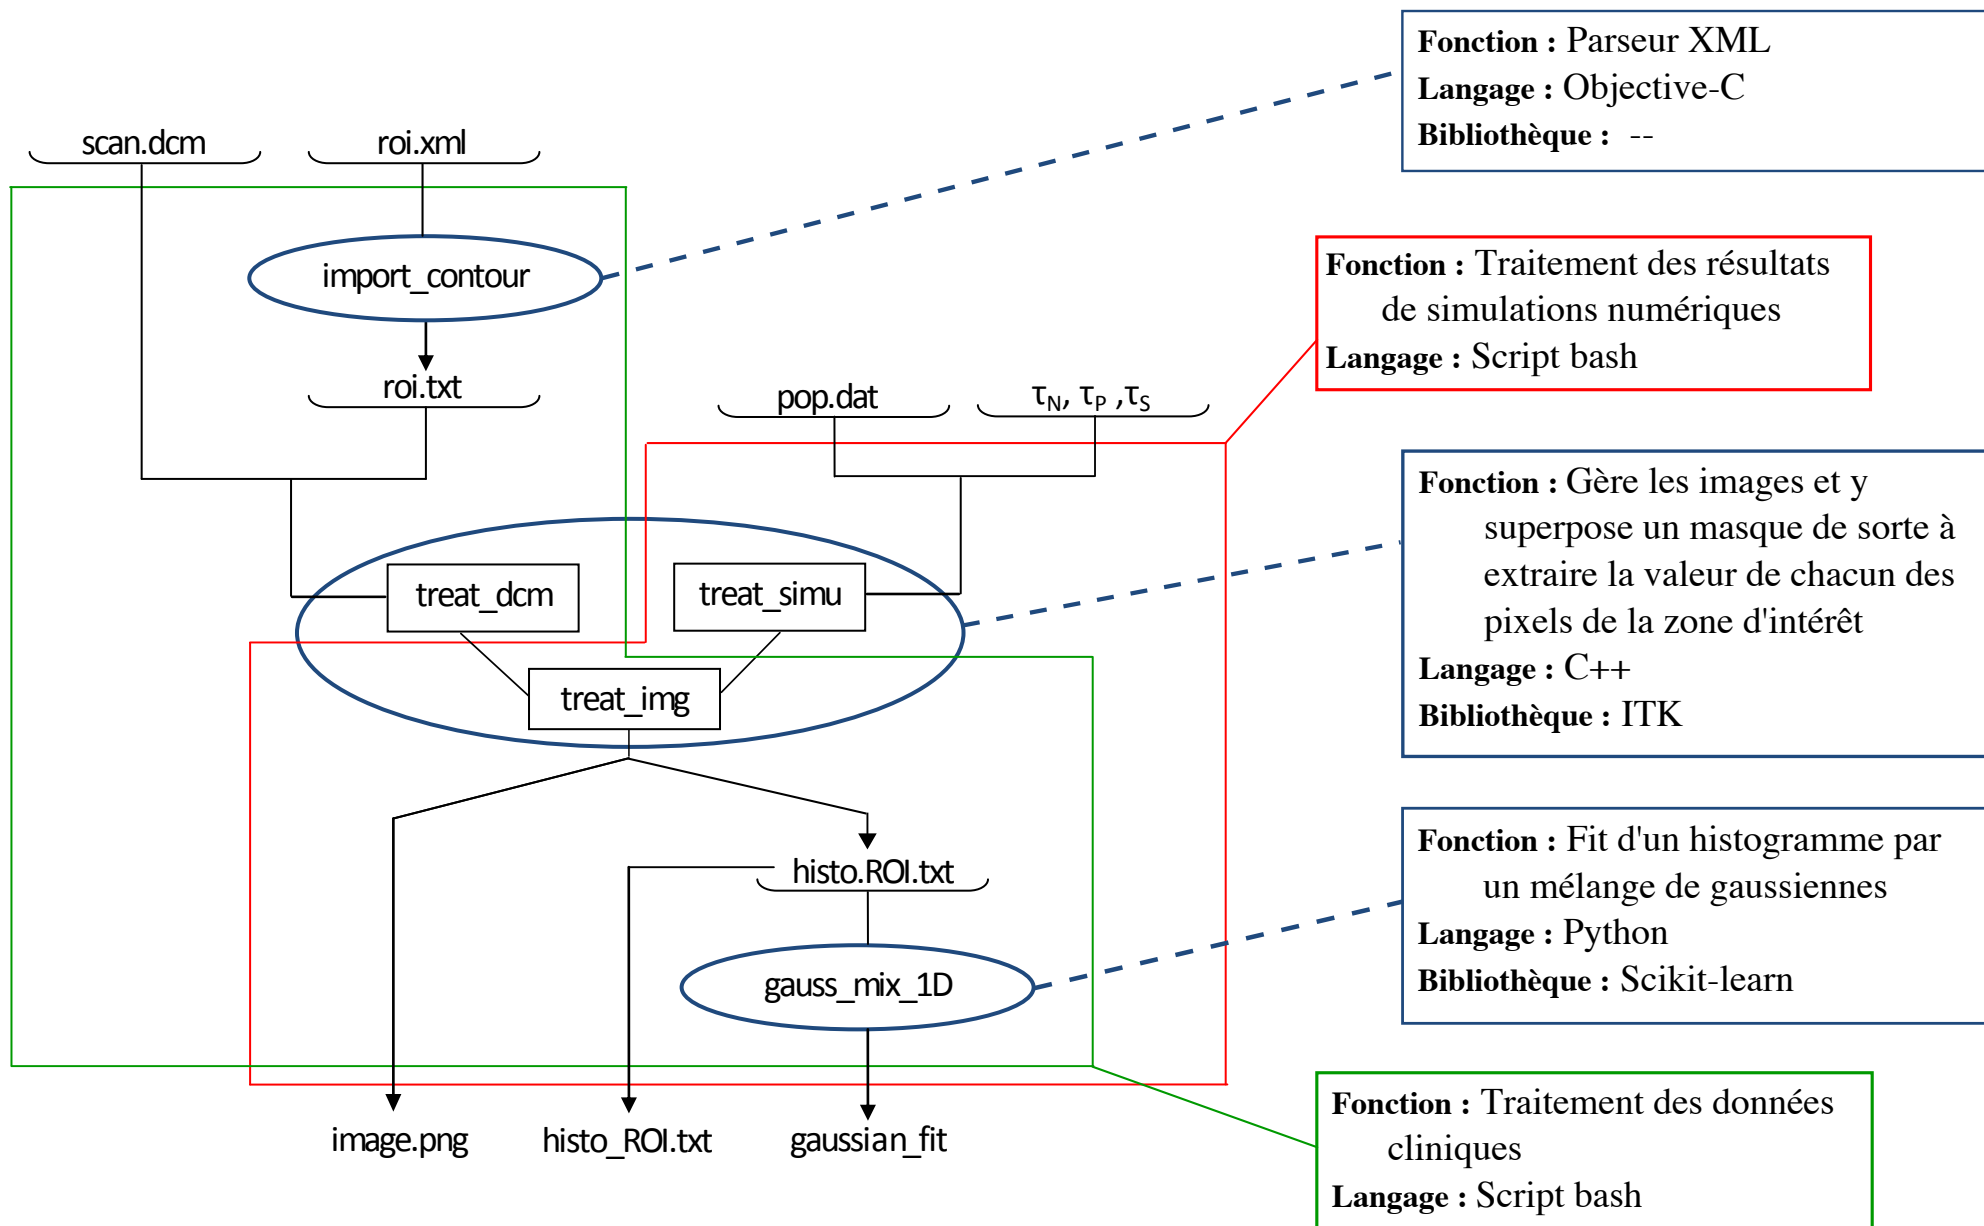 scan.dcm
roi.xml
import_contour
roi.txt
pop.dat
τN, τP ,τS
treat_dcm
treat_simu
treat_img
histo.ROI.txt
gauss_mix_1D
image.png
histo_ROI.txt
gaussian_fit
Fonction : Parseur XML
Langage : Objective-C
Bibliothèque : --
Fonction : Traitement des résultats
de simulations numériques
Langage : Script bash
Fonction : Gère les images et y
superpose un masque de sorte à
extraire la valeur de chacun des
pixels de la zone d'intérêt
Langage : C++
Bibliothèque : ITK
Fonction : Fit d'un histogramme par
un mélange de gaussiennes
Langage : Python
Bibliothèque : Scikit-learn
Fonction : Traitement des données
cliniques
Langage : Script bash